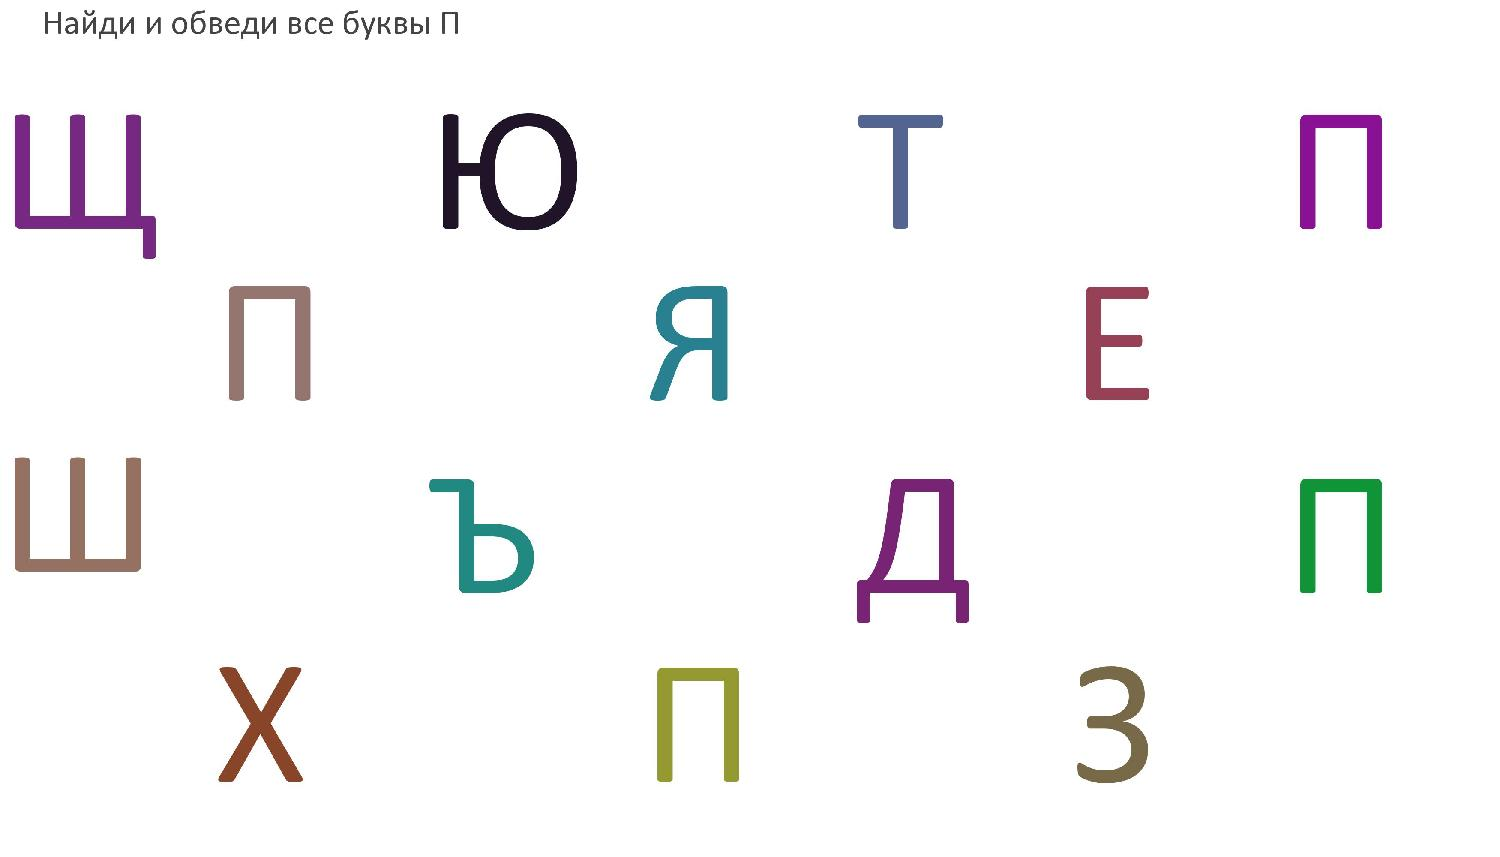 Найди и обведи все буквы П
Щ Ю Т П
П Я Е
Ш Ъ Д П
Х П З